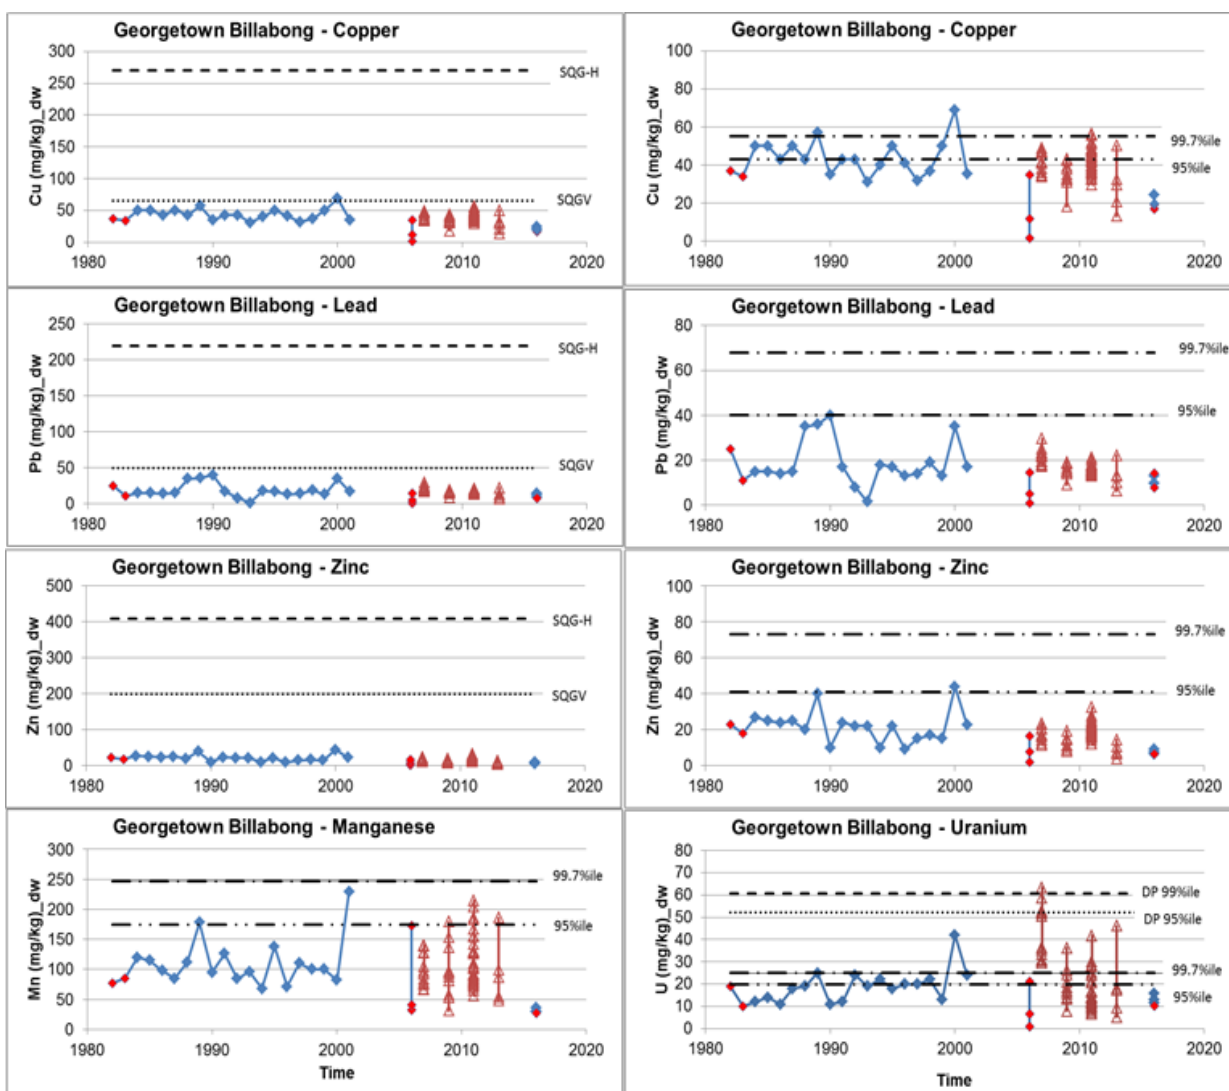 Georgetown Billabong - Copper
300
250
200
150
100
50
0
Cu (mg/kg)_dw
SQG-H
SQGV
1980 1990 2000 2010 2020
Georgetown Billabong - Copper
100
80
60
40
20
0
Cu (mg/kg)_dw
99.7%ile
95%ile
1980 1990 2000 2010 2020
Georgetown Billabong - Lead
250
200
150
100
50
0
Pb (mg/kg)_dw
SQG-H
SQGV
1980 1990 2000 2010 2020
Georgetown Billabong - Lead
80
60
40
20
0
Pb (mg/kg)_dw
99.7%ile
95%ile
1980 1990 2000 2010 2020
Georgetown Billabong - Zinc
500
400
300
200
100
0
Zn (mg/kg)_dw
SQG-H
SQGV
1980 1990 2000 2010 2020
Georgetown Billabong - Zinc
100
80
60
40
20
0
Zn (mg/kg)_dw
99.7%ile
95%ile
1980 1990 2000 2010 2020
Georgetown Billabong - Manganese
300
250
200
150
100
50
0
Mn (mg/kg)_dw
99.7%ile
95%ile
1980 1990 2000 2010 2020
Time
Georgetown Billabong - Uranium
80
70
60
50
40
30
20
10
0
U (mg/kg)_dw
DP 99%ile
DP 95%ile
99.7%ile
95%ile
1980 1990 2000 2010 2020
Time